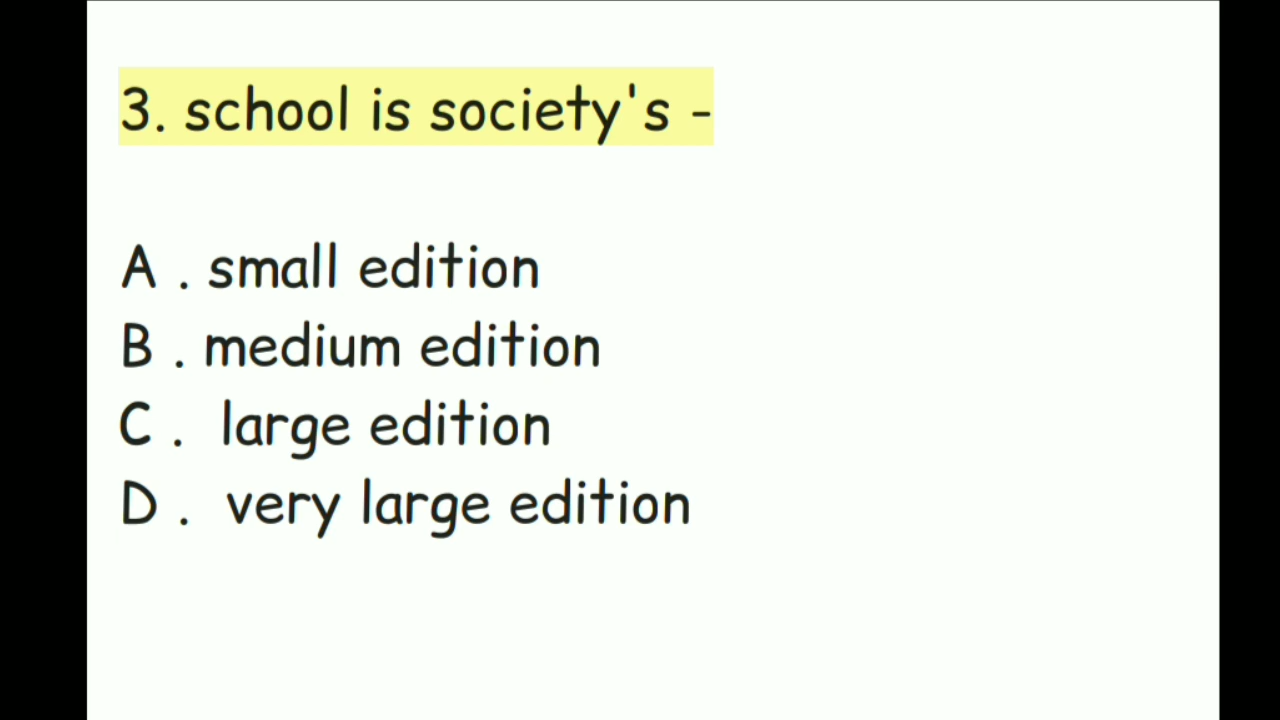 3. school is society's -
A . small edition
B . medium edition
C . large edition
D . very large edition